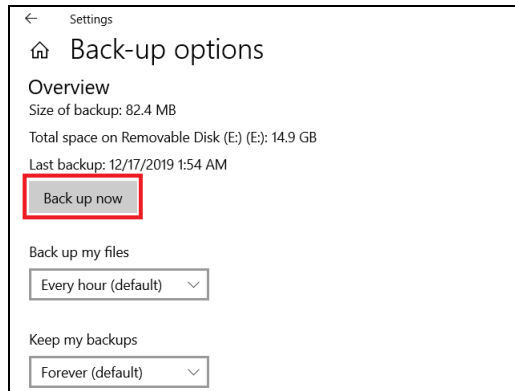 Settings
Back-up options
Overview
Size of backup: 82.4 MB
Total space on Removable Disk (E:) (E:): 14.9 GB
Last backup: 12/17/2019 1:54 AM
Back up now
Back up my files
Every hour (default)
Keep my backups
Forever (default)